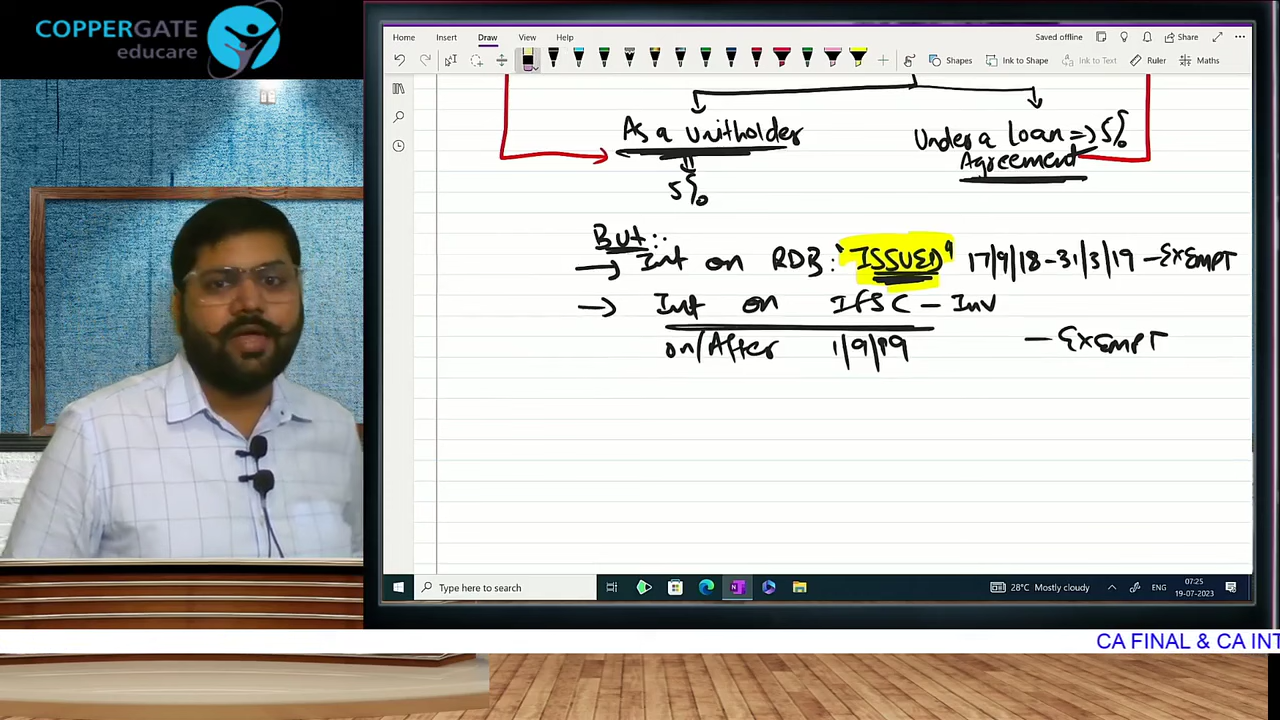 COPPERGATE
educare
Home Insert Draw View Help
Saved offline
Share
Shapes
Ink to Shape
Ink to Text
Ruler
Maths
As a unitholder
5%
Under a loan => 5%
Agreement
But:
→ Int on RDB: "ISSUED" 17/9/18 - 31/3/19 - EXEMPT
→ Int on IFSC - Inv
on/After 1/9/19 - EXEMPT
Type here to search
28°C Mostly cloudy
ENG
07:25
19-07-2023
CA FINAL & CA INT